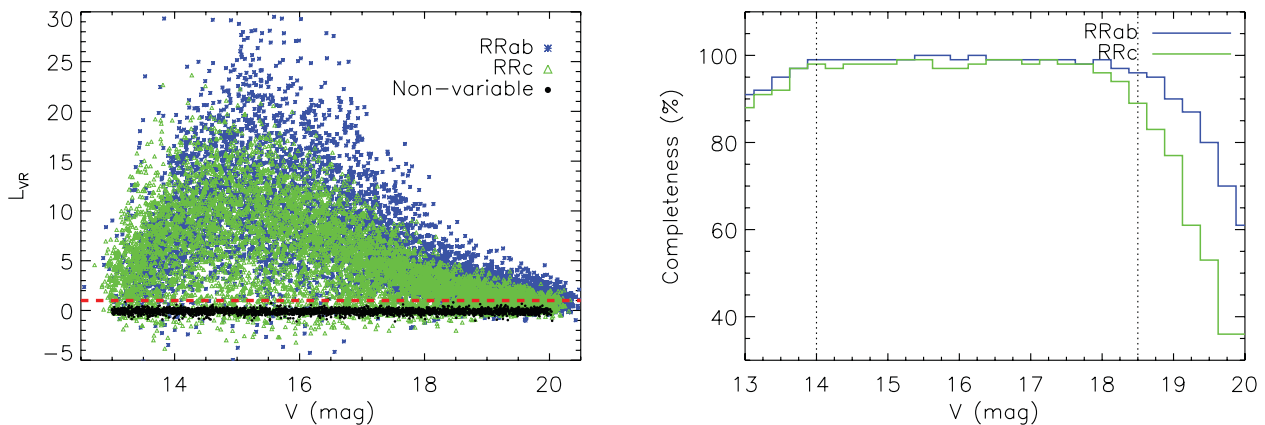 30
25
20
15
10
5
0
−5
L_VR
14
16
18
20
V (mag)
RRab
RRc
Non−variable
100
80
60
40
Completeness (%)
13
14
15
16
17
18
19
20
V (mag)
RRab
RRc